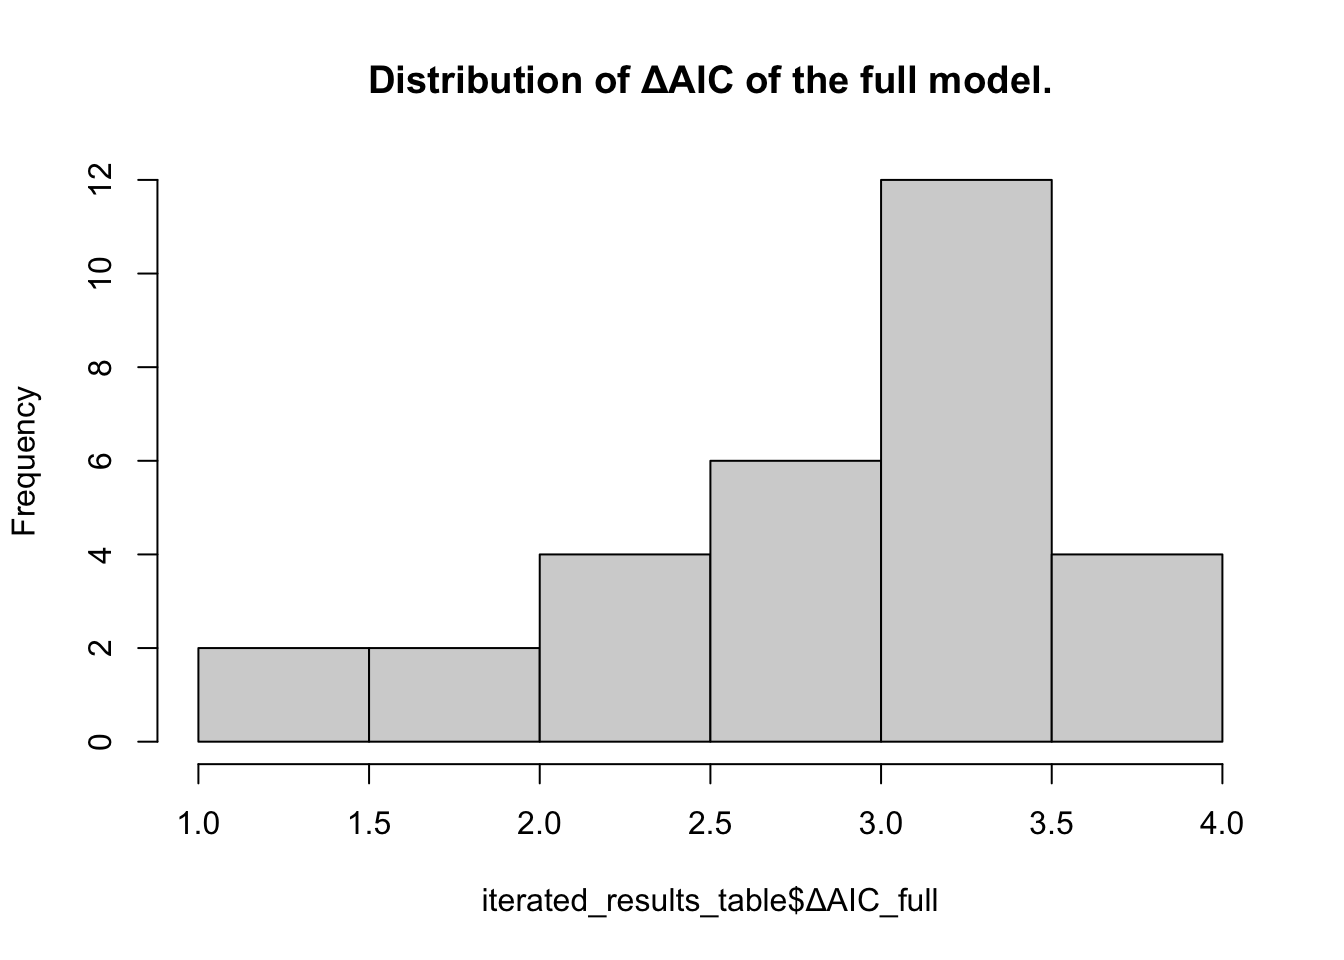 Distribution of ΔAIC of the full model.
12
10
8
6
4
2
0
Frequency
1.0 1.5 2.0 2.5 3.0 3.5 4.0
iterated_results_table$ΔAIC_full